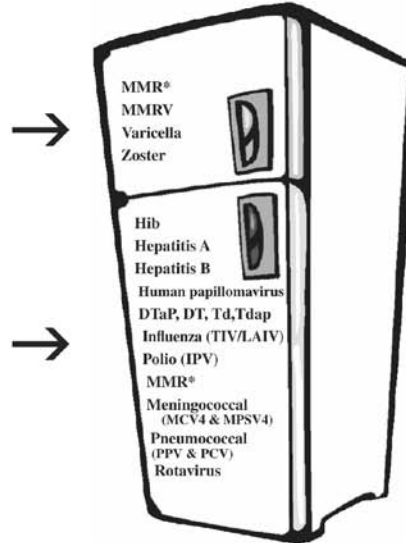 MMR*
MMRV
Varicella
Zoster
Hib
Hepatitis A
Hepatitis B
Human papillomavirus
DTaP, DT, Td,Tdap
Influenza (TIV/LAIV)
Polio (IPV)
MMR*
Meningococcal
(MCV4 & MPSV4)
Pneumococcal
(PPV & PCV)
Rotavirus